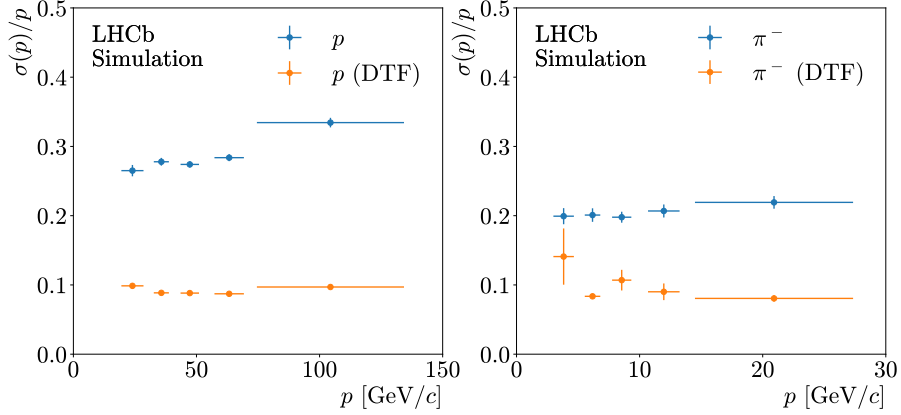 σ(p)/p
0.5
0.4
0.3
0.2
0.1
0.0
LHCb
Simulation
p
p (DTF)
0
50
100
150
p [GeV/c]
σ(p)/p
0.5
0.4
0.3
0.2
0.1
0.0
LHCb
Simulation
π⁻
π⁻ (DTF)
0
10
20
30
p [GeV/c]